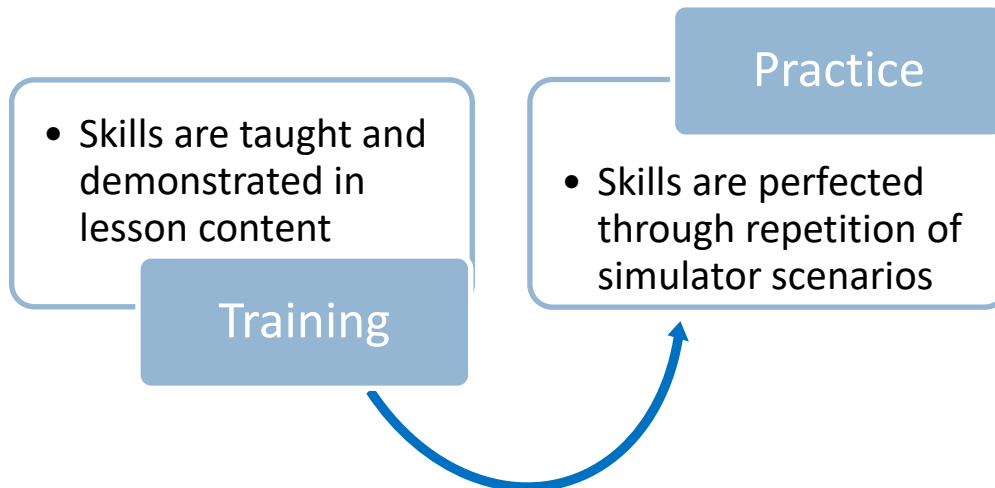 • Skills are taught and
demonstrated in
lesson content
Training
Practice
• Skills are perfected
through repetition of
simulator scenarios